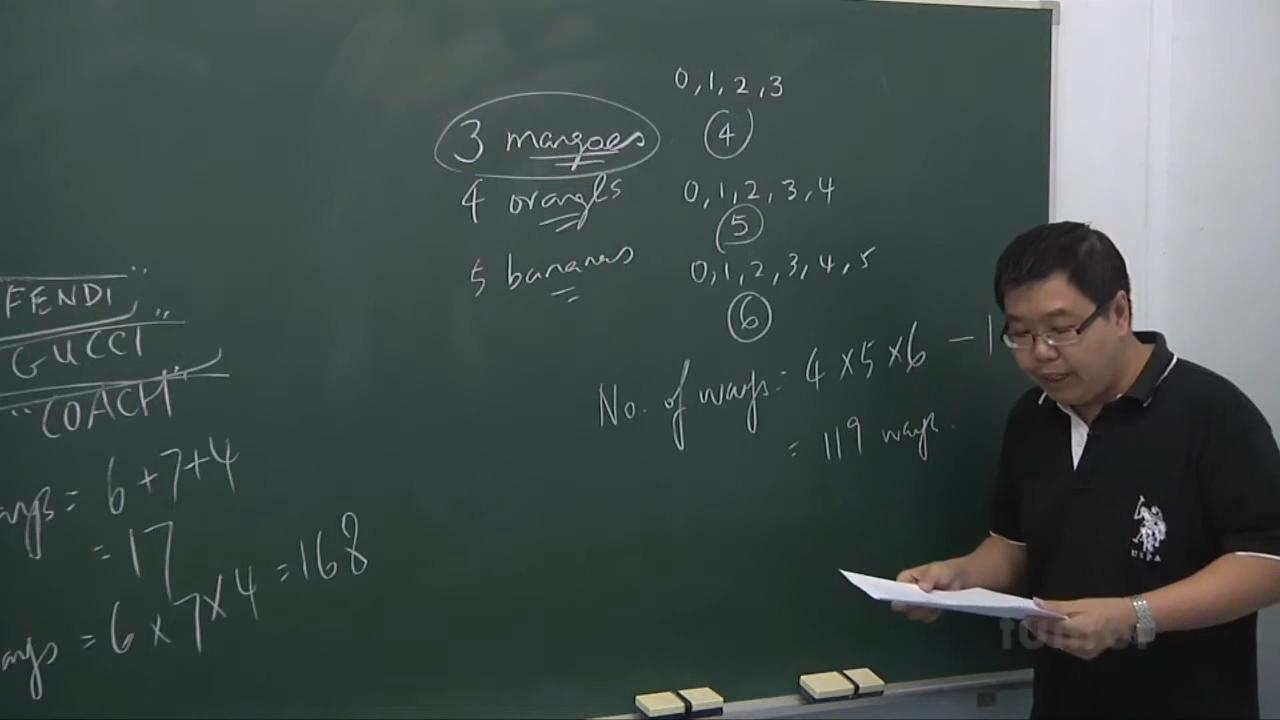 FENDI"
GUCCI"
"COACH"
= 6+7+4
= 17
= 6 × 7 × 4 = 168
3 mangoes
0, 1, 2, 3
4
4 orangls
0, 1, 2, 3, 4
5
5 bananas
0, 1, 2, 3, 4, 5
6
No. of ways = 4 × 5 × 6 - 1
= 119 ways.
USPA